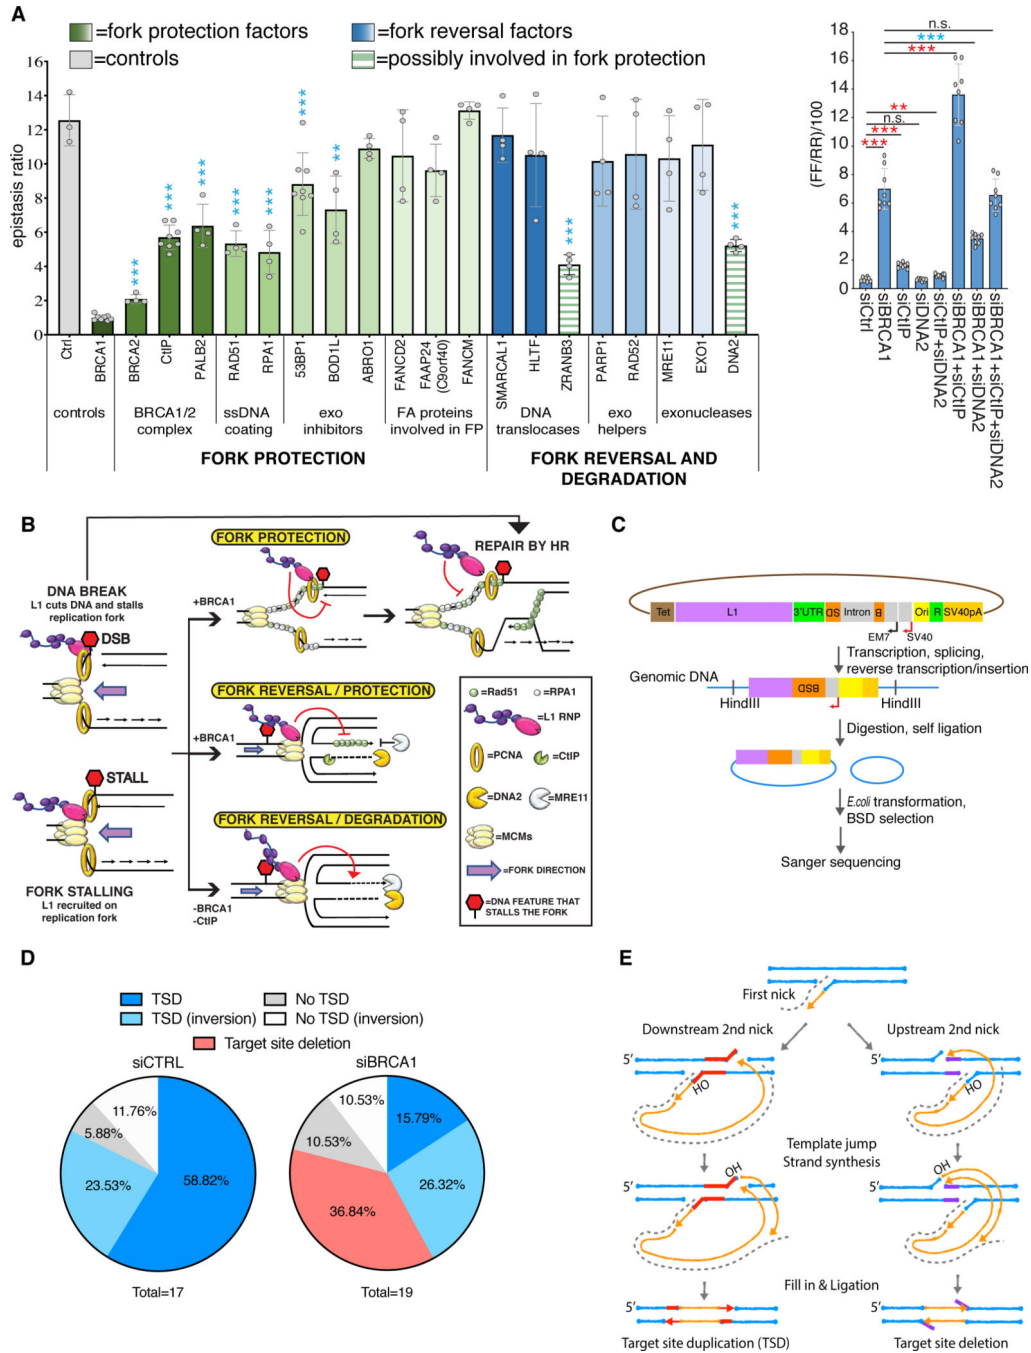 A
=fork protection factors
=fork reversal factors
=controls
=possibly involved in fork protection
epistasis ratio
16
14
12
10
8
6
4
2
0
***
***
***
***
***
***
**
***
***
Ctrl
BRCA1
BRCA2
CtIP
PALB2
RAD51
RPA1
53BP1
BOD1L
ABRO1
FANCD2
FAAP24
(C9orf40)
FANCM
SMARCAL1
HLTF
ZRANB3
PARP1
RAD52
MRE11
EXO1
DNA2
controls
BRCA1/2
complex
ssDNA
coating
exo
inhibitors
FA proteins
involved in FP
DNA
translocases
exo
helpers
exonucleases
FORK PROTECTION
FORK REVERSAL AND
DEGRADATION
(FF/RR)/100
18
16
14
12
10
8
6
4
2
0
n.s.
***
***
**
n.s.
***
***
siCtrl
siBRCA1
siCtIP
siDNA2
siCtIP+siDNA2
siBRCA1+siCtIP
siBRCA1+siDNA2
siBRCA1+siCtIP+siDNA2
B
DNA BREAK
L1 cuts DNA and stalls
replication fork
DSB
STALL
FORK STALLING
L1 recruited on
replication fork
FORK PROTECTION
+BRCA1
REPAIR BY HR
FORK REVERSAL / PROTECTION
+BRCA1
FORK REVERSAL / DEGRADATION
-BRCA1
-CtIP
=Rad51
=RPA1
=L1 RNP
=PCNA
=CtIP
=DNA2
=MRE11
=MCMs
=FORK DIRECTION
=DNA FEATURE THAT
STALLS THE FORK
C
Tet
L1
3'UTR
SD
Intron
B
Ori
R
SV40pA
EM7
SV40
Transcription, splicing,
reverse transcription/insertion
Genomic DNA
BSD
HindIII
HindIII
Digestion, self ligation
E.coli transformation,
BSD selection
Sanger sequencing
D
TSD
No TSD
TSD (inversion)
No TSD (inversion)
Target site deletion
siCTRL
siBRCA1
11.76%
5.88%
23.53%
58.82%
10.53%
15.79%
10.53%
26.32%
36.84%
Total=17
Total=19
E
First nick
Downstream 2nd nick
Upstream 2nd nick
5'
5'
HO
HO
Template jump
Strand synthesis
OH
OH
5'
5'
Fill in & Ligation
5'
5'
Target site duplication (TSD)
Target site deletion